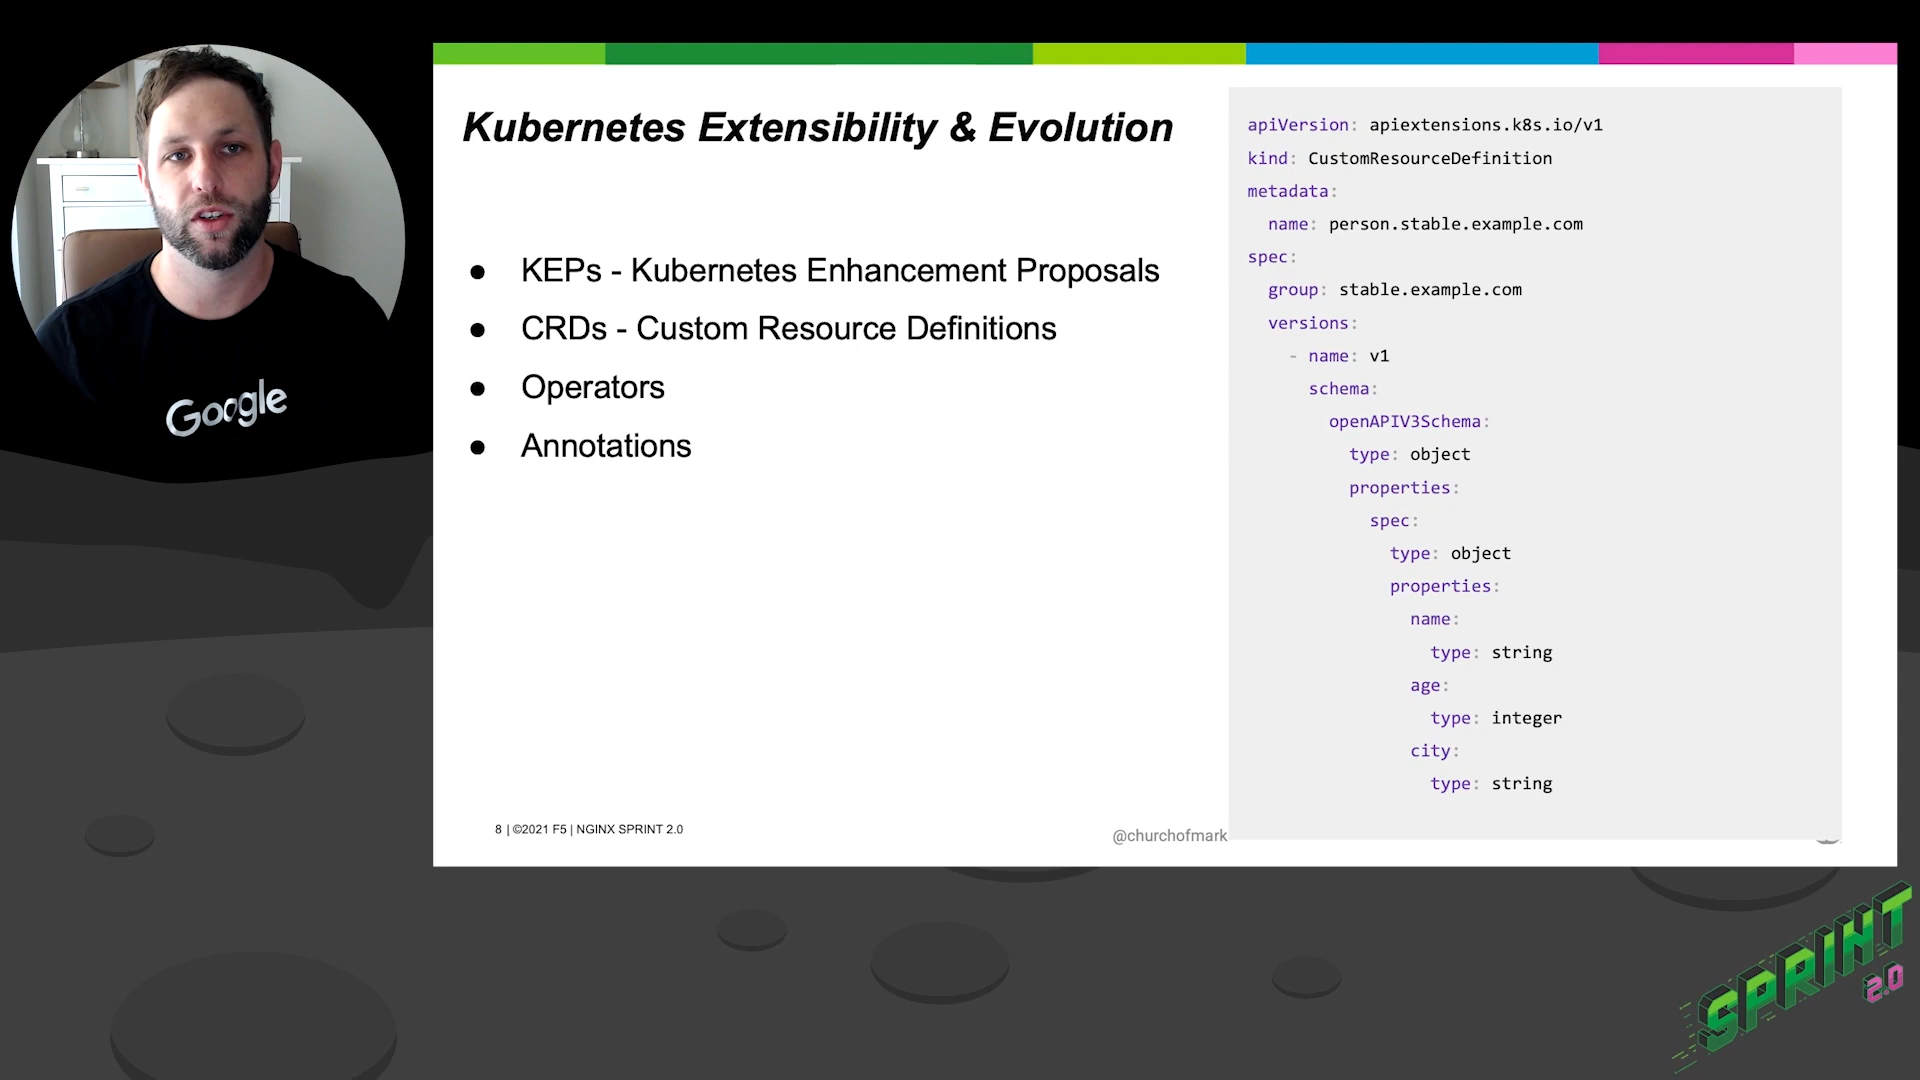 Google
Kubernetes Extensibility & Evolution
● KEPs - Kubernetes Enhancement Proposals
● CRDs - Custom Resource Definitions
● Operators
● Annotations
8 | ©2021 F5 | NGINX SPRINT 2.0
@churchofmark
apiVersion: apiextensions.k8s.io/v1
kind: CustomResourceDefinition
metadata:
  name: person.stable.example.com
spec:
  group: stable.example.com
  versions:
    - name: v1
      schema:
        openAPIV3Schema:
          type: object
          properties:
            spec:
              type: object
              properties:
                name:
                  type: string
                age:
                  type: integer
                city:
                  type: string
SPRINT
2.0